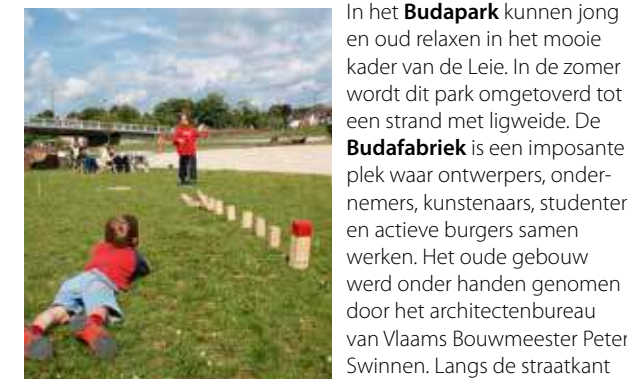 In het Budapark kunnen jong
en oud relaxen in het mooie
kader van de Leie. In de zomer
wordt dit park omgetoverd tot
een strand met ligweide. De
Budafabriek is een imposante
plek waar ontwerpers, onder-
nemers, kunstenaars, studenten
en actieve burgers samen
werken. Het oude gebouw
werd onder handen genomen
door het architectenbureau
van Vlaams Bouwmeester Peter
Swinnen. Langs de straatkant